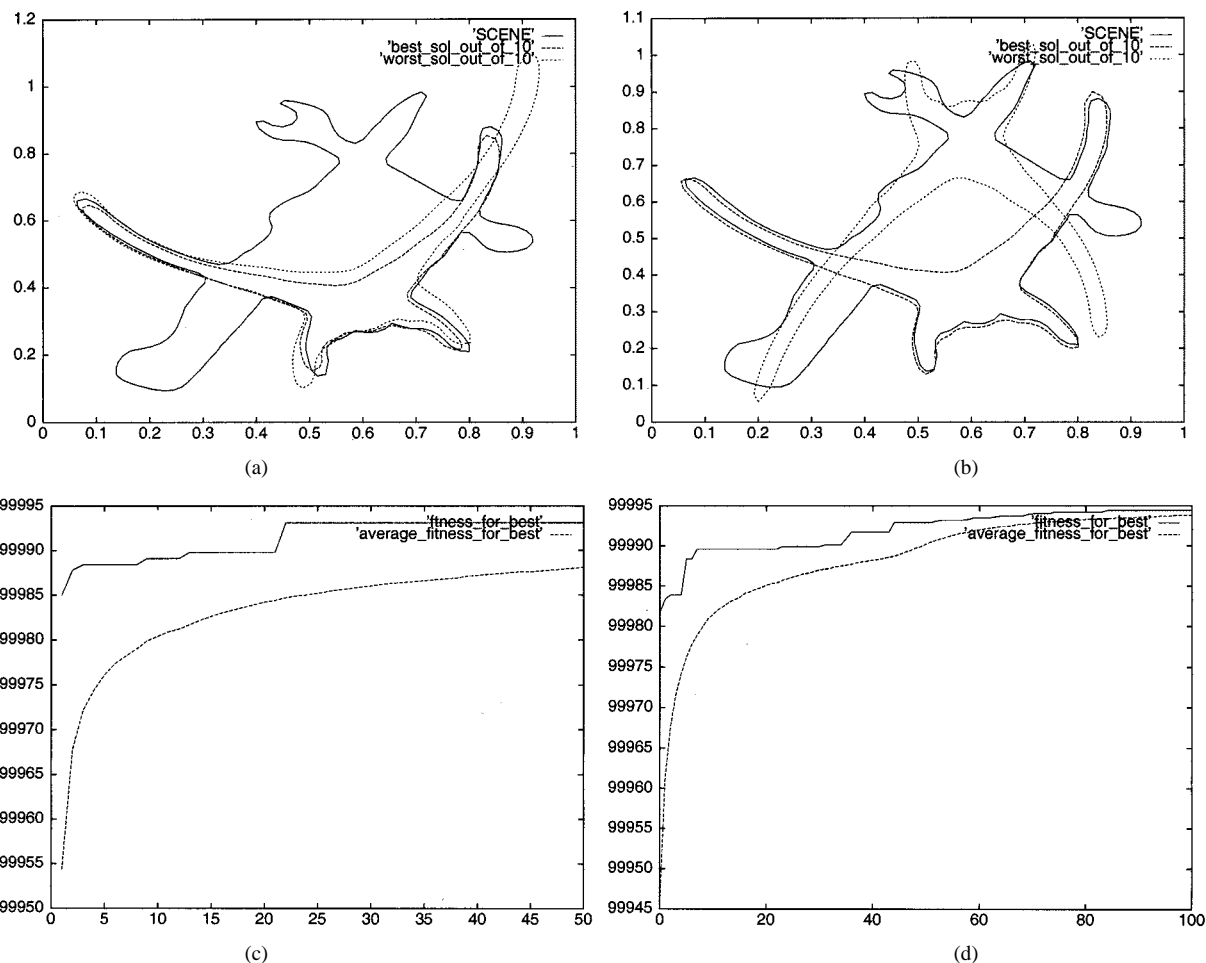 1.2
1
0.8
0.6
0.4
0.2
0
0 0.1 0.2 0.3 0.4 0.5 0.6 0.7 0.8 0.9 1
'SCENE'
'best_sol_out_of_10'
'worst_sol_out_of_10'
(a)
1.1
1
0.9
0.8
0.7
0.6
0.5
0.4
0.3
0.2
0.1
0
0 0.1 0.2 0.3 0.4 0.5 0.6 0.7 0.8 0.9 1
'SCENE'
'best_sol_out_of_10'
'worst_sol_out_of_10'
(b)
99995
99990
99985
99980
99975
99970
99965
99960
99955
99950
0 5 10 15 20 25 30 35 40 45 50
'fitness_for_best'
'average_fitness_for_best'
(c)
99995
99990
99985
99980
99975
99970
99965
99960
99955
99950
99945
0 20 40 60 80 100
'fitness_for_best'
'average_fitness_for_best'
(d)